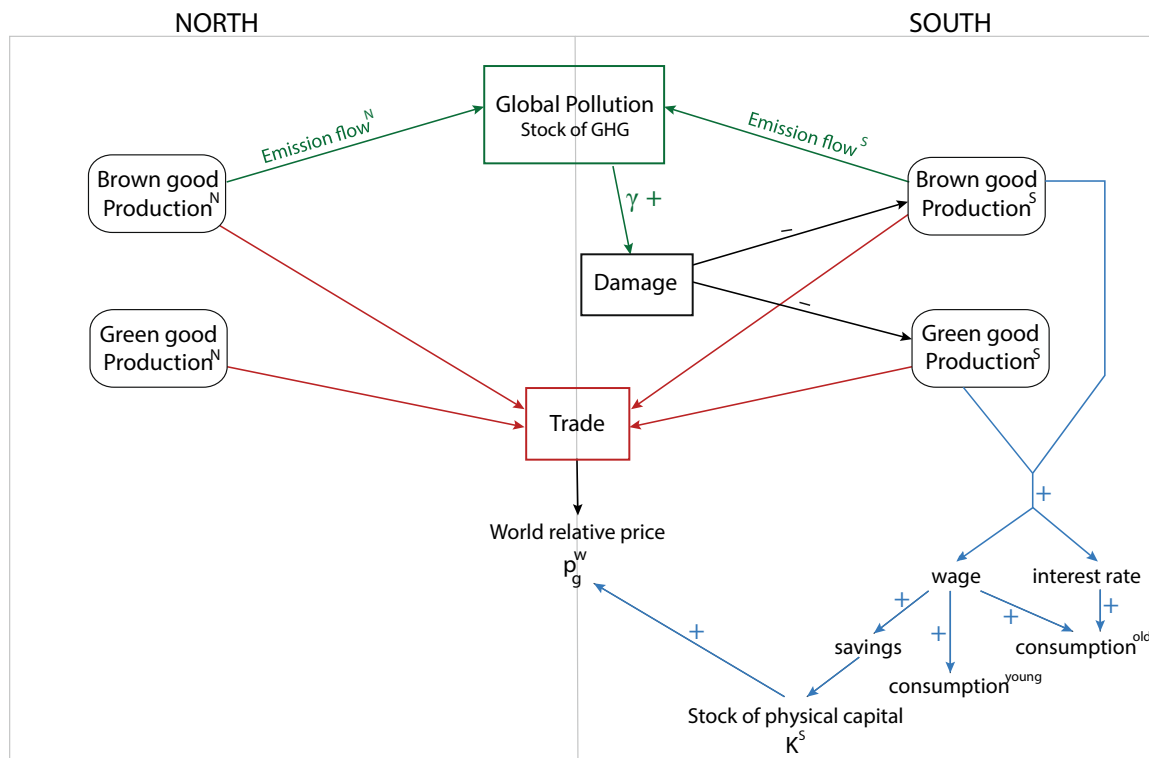 NORTH
SOUTH
Global Pollution
Stock of GHG
Emission flow N
Emission flow S
Brown good
Production N
Brown good
Production S
γ +
–
Damage
–
Green good
Production N
Green good
Production S
Trade
+
World relative price
p g w
wage
interest rate
+
+
+
+
+
savings
consumption old
consumption young
Stock of physical capital
K S